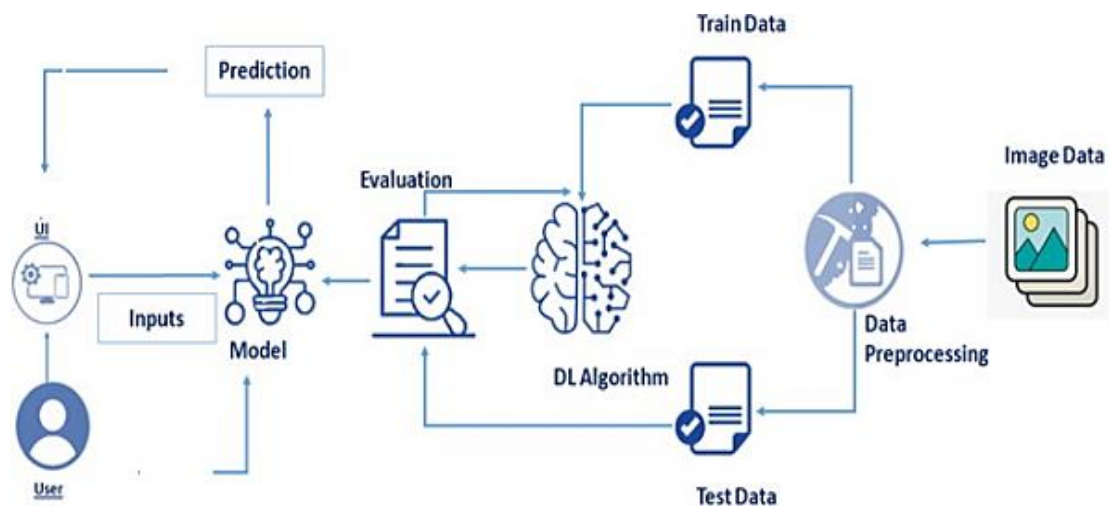 Train Data
Prediction
Image Data
Evaluation
UI
Inputs
Model
DL Algorithm
Data
Preprocessing
User
Test Data